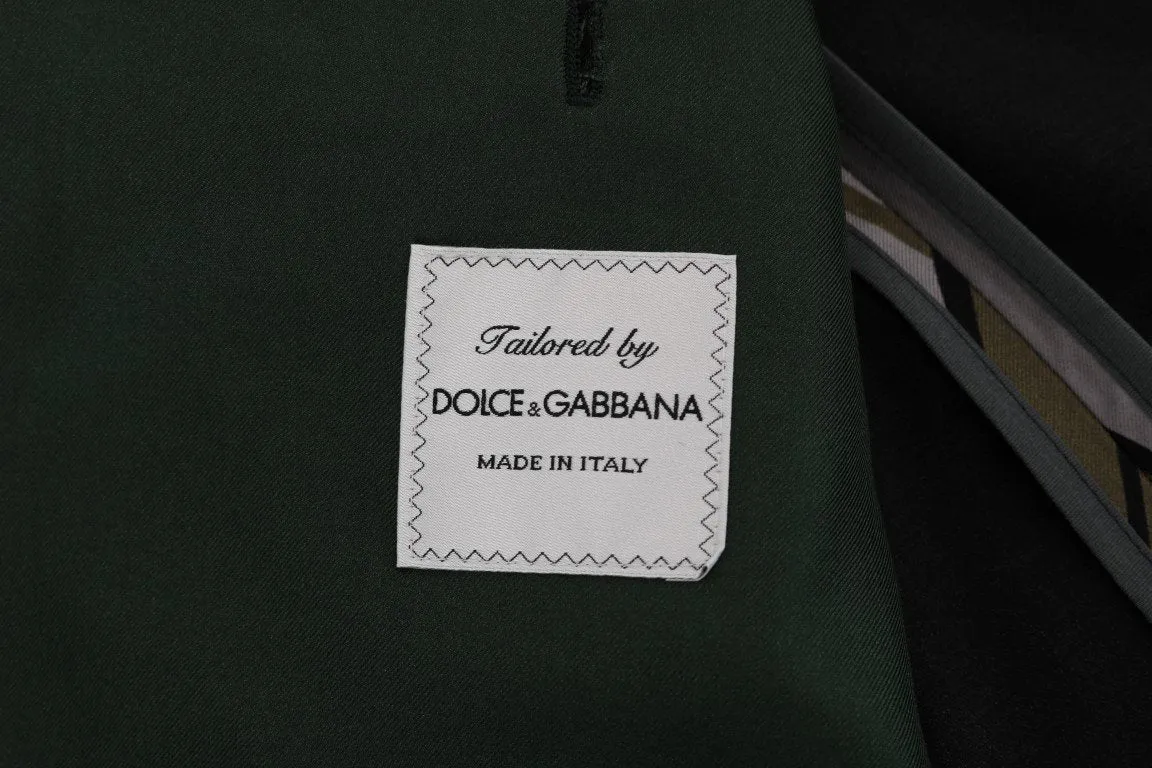 Tailored by
DOLCE & GABBANA
MADE IN ITALY